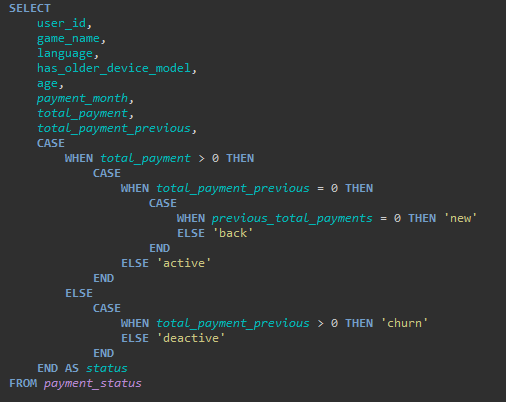 SELECT
    user_id,
    game_name,
    language,
    has_older_device_model,
    age,
    payment_month,
    total_payment,
    total_payment_previous,
    CASE
        WHEN total_payment > 0 THEN
            CASE
                WHEN total_payment_previous = 0 THEN
                    CASE
                        WHEN previous_total_payments = 0 THEN 'new'
                        ELSE 'back'
                    END
                ELSE 'active'
            END
        ELSE
            CASE
                WHEN total_payment_previous > 0 THEN 'churn'
                ELSE 'deactive'
            END
    END AS status
FROM payment_status